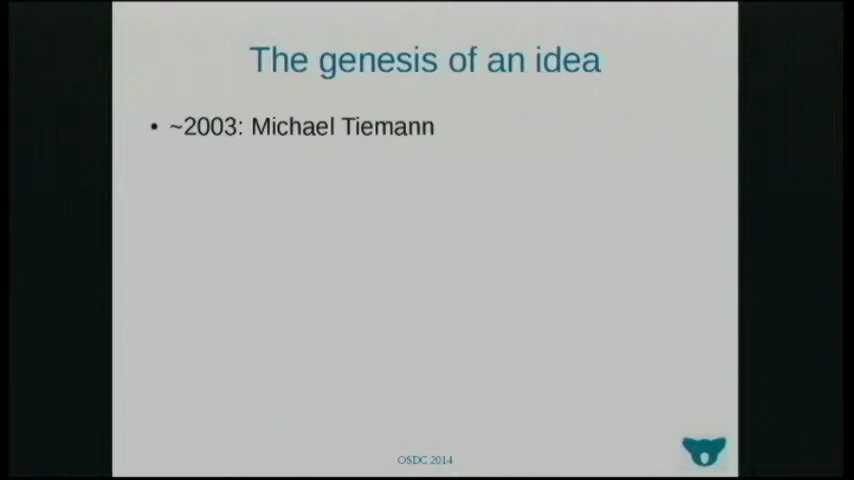 The genesis of an idea
• ~2003: Michael Tiemann
OSDC 2014